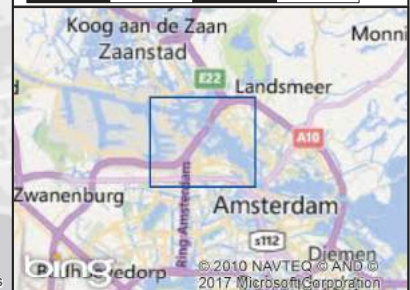 Koog aan de Zaan
Zaanstad
Monni
E22
Landsmeer
A10
Zwanenburg
Ring Amsterdam
Amsterdam
s112
Diemen
bing
© 2010 NAVTEQ © AND ©
2017 Microsoft Corporation
s